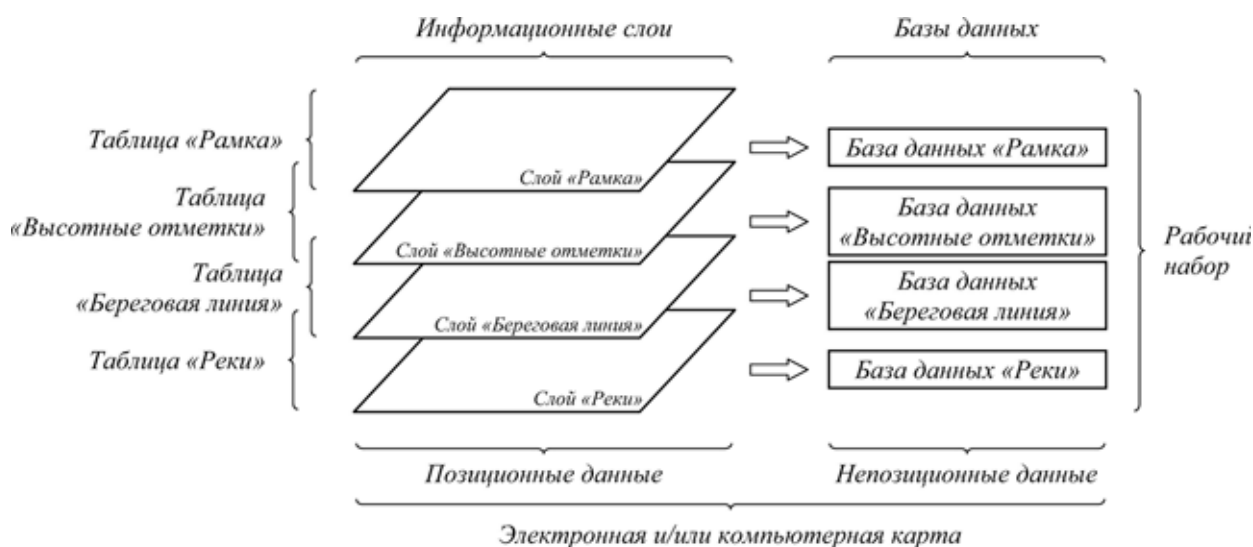 Информационные слои
Базы данных
Таблица «Рамка»
Слой «Рамка»
База данных «Рамка»
Таблица
«Высотные отметки»
Слой «Высотные отметки»
База данных
«Высотные отметки»
Таблица
«Береговая линия»
Слой «Береговая линия»
База данных
«Береговая линия»
Таблица «Реки»
Слой «Реки»
База данных «Реки»
Рабочий
набор
Позиционные данные
Непозиционные данные
Электронная и/или компьютерная карта